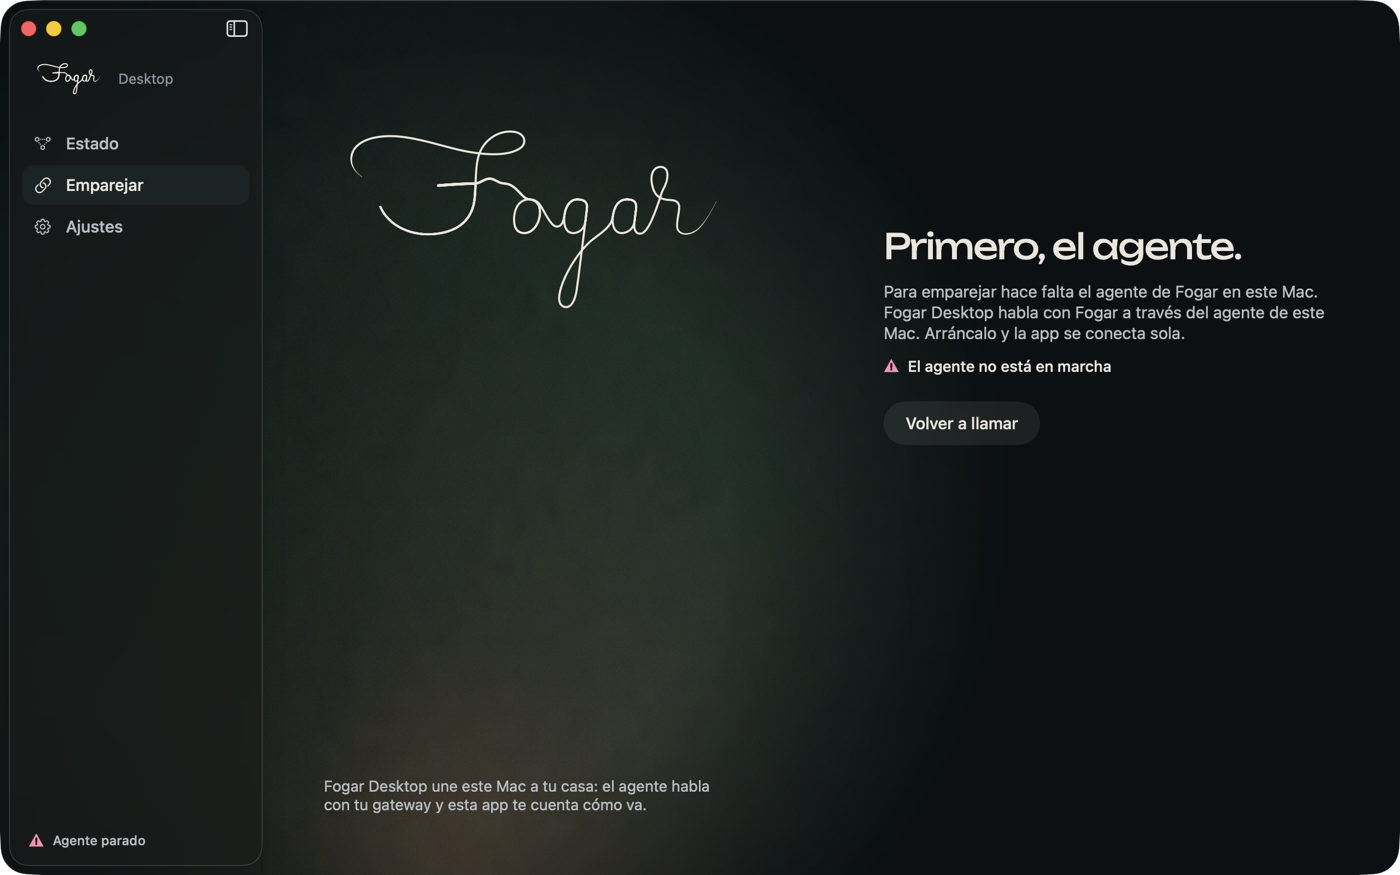 Fogar Desktop
Estado
Emparejar
Ajustes
Agente parado
Fogar
Fogar Desktop une este Mac a tu casa: el agente habla
con tu gateway y esta app te cuenta cómo va.
Primero, el agente.
Para emparejar hace falta el agente de Fogar en este Mac.
Fogar Desktop habla con Fogar a través del agente de este
Mac. Arráncalo y la app se conecta sola.
El agente no está en marcha
Volver a llamar